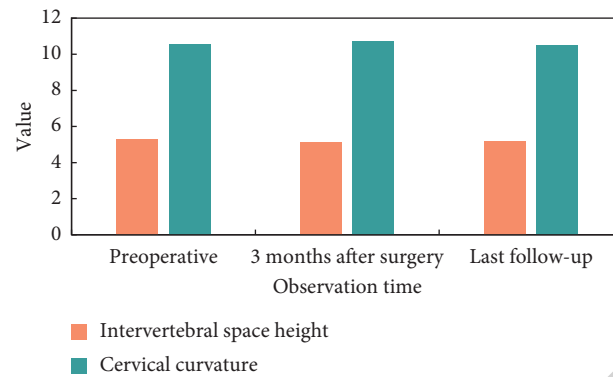 12
10
8
6
4
2
0
Value
Preoperative
3 months after surgery
Last follow-up
Observation time
Intervertebral space height
Cervical curvature